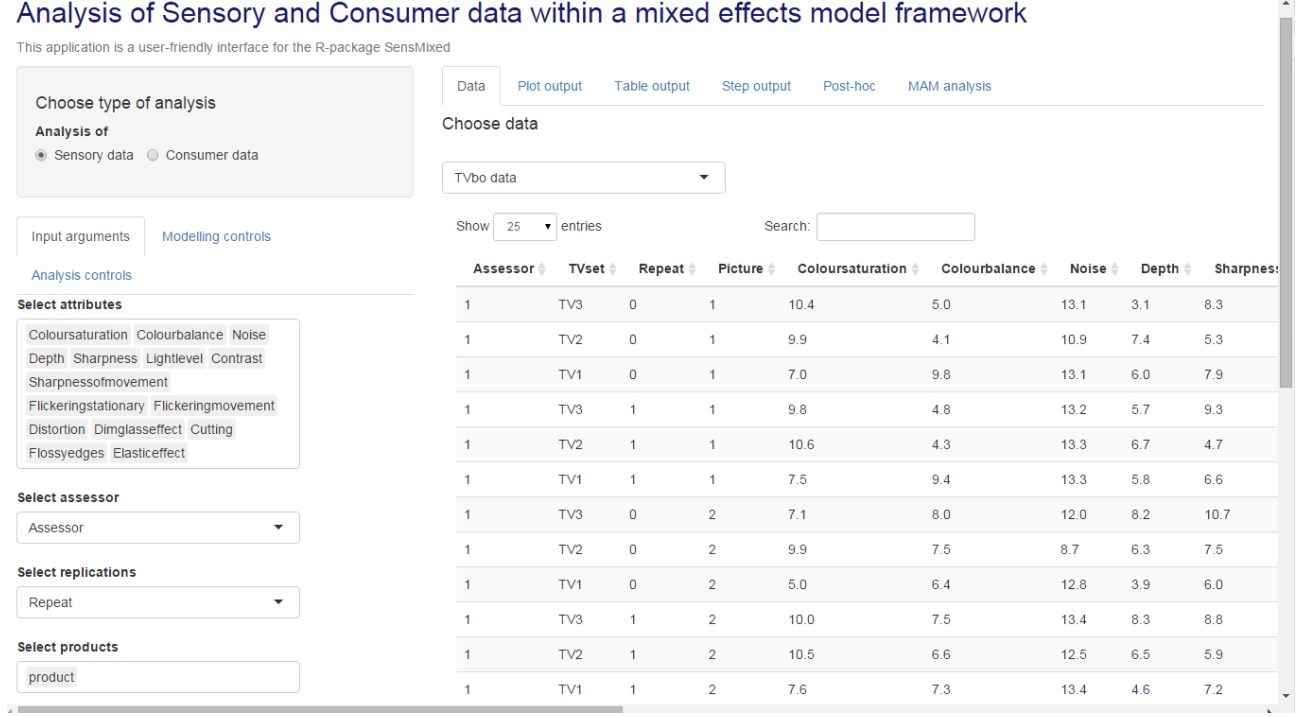 Analysis of Sensory and Consumer data within a mixed effects model framework
This application is a user-friendly interface for the R-package SensMixed
Choose type of analysis
Analysis of
Sensory data Consumer data
Input arguments Modelling controls
Analysis controls
Select attributes
Coloursaturation Colourbalance Noise
Depth Sharpness Lightlevel Contrast
Sharpnessofmovement
Flickeringstationary Flickeringmovement
Distortion Dimglasseffect Cutting
Flossyedges Elasticeffect
Select assessor
Assessor
Select replications
Repeat
Select products
product
Data Plot output Table output Step output Post-hoc MAM analysis
Choose data
TVbo data
Show 25 entries Search:
Assessor TVset Repeat Picture Coloursaturation Colourbalance Noise Depth Sharpness
1 TV3 0 1 10.4 5.0 13.1 3.1 8.3
1 TV2 0 1 9.9 4.1 10.9 7.4 5.3
1 TV1 0 1 7.0 9.8 13.1 6.0 7.9
1 TV3 1 1 9.8 4.8 13.2 5.7 9.3
1 TV2 1 1 10.6 4.3 13.3 6.7 4.7
1 TV1 1 1 7.5 9.4 13.3 5.8 6.6
1 TV3 0 2 7.1 8.0 12.0 8.2 10.7
1 TV2 0 2 9.9 7.5 8.7 6.3 7.5
1 TV1 0 2 5.0 6.4 12.8 3.9 6.0
1 TV3 1 2 10.0 7.5 13.4 8.3 8.8
1 TV2 1 2 10.5 6.6 12.5 6.5 5.9
1 TV1 1 2 7.6 7.3 13.4 4.6 7.2